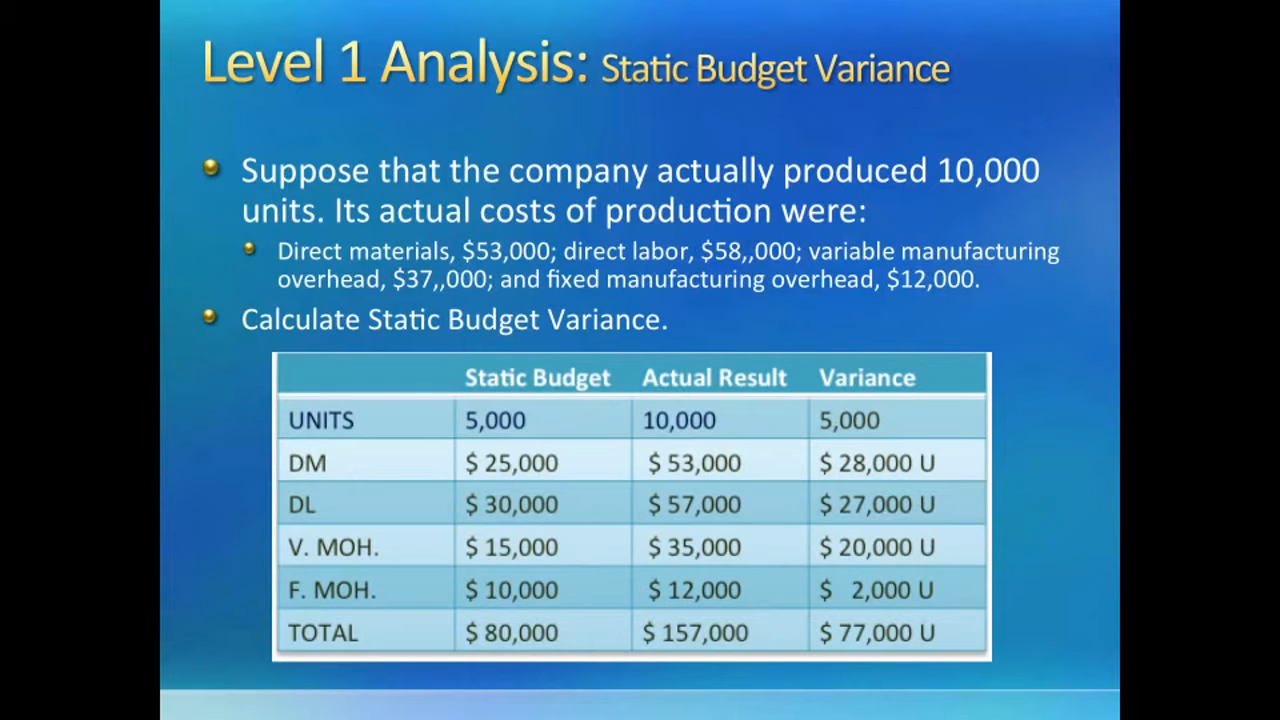 Level 1 Analysis: Static Budget Variance
Suppose that the company actually produced 10,000
units. Its actual costs of production were:
Direct materials, $53,000; direct labor, $58,,000; variable manufacturing
overhead, $37,,000; and fixed manufacturing overhead, $12,000.
Calculate Static Budget Variance.
Static Budget Actual Result Variance
UNITS 5,000 10,000 5,000
DM $ 25,000 $ 53,000 $ 28,000 U
DL $ 30,000 $ 57,000 $ 27,000 U
V. MOH. $ 15,000 $ 35,000 $ 20,000 U
F. MOH. $ 10,000 $ 12,000 $ 2,000 U
TOTAL $ 80,000 $ 157,000 $ 77,000 U